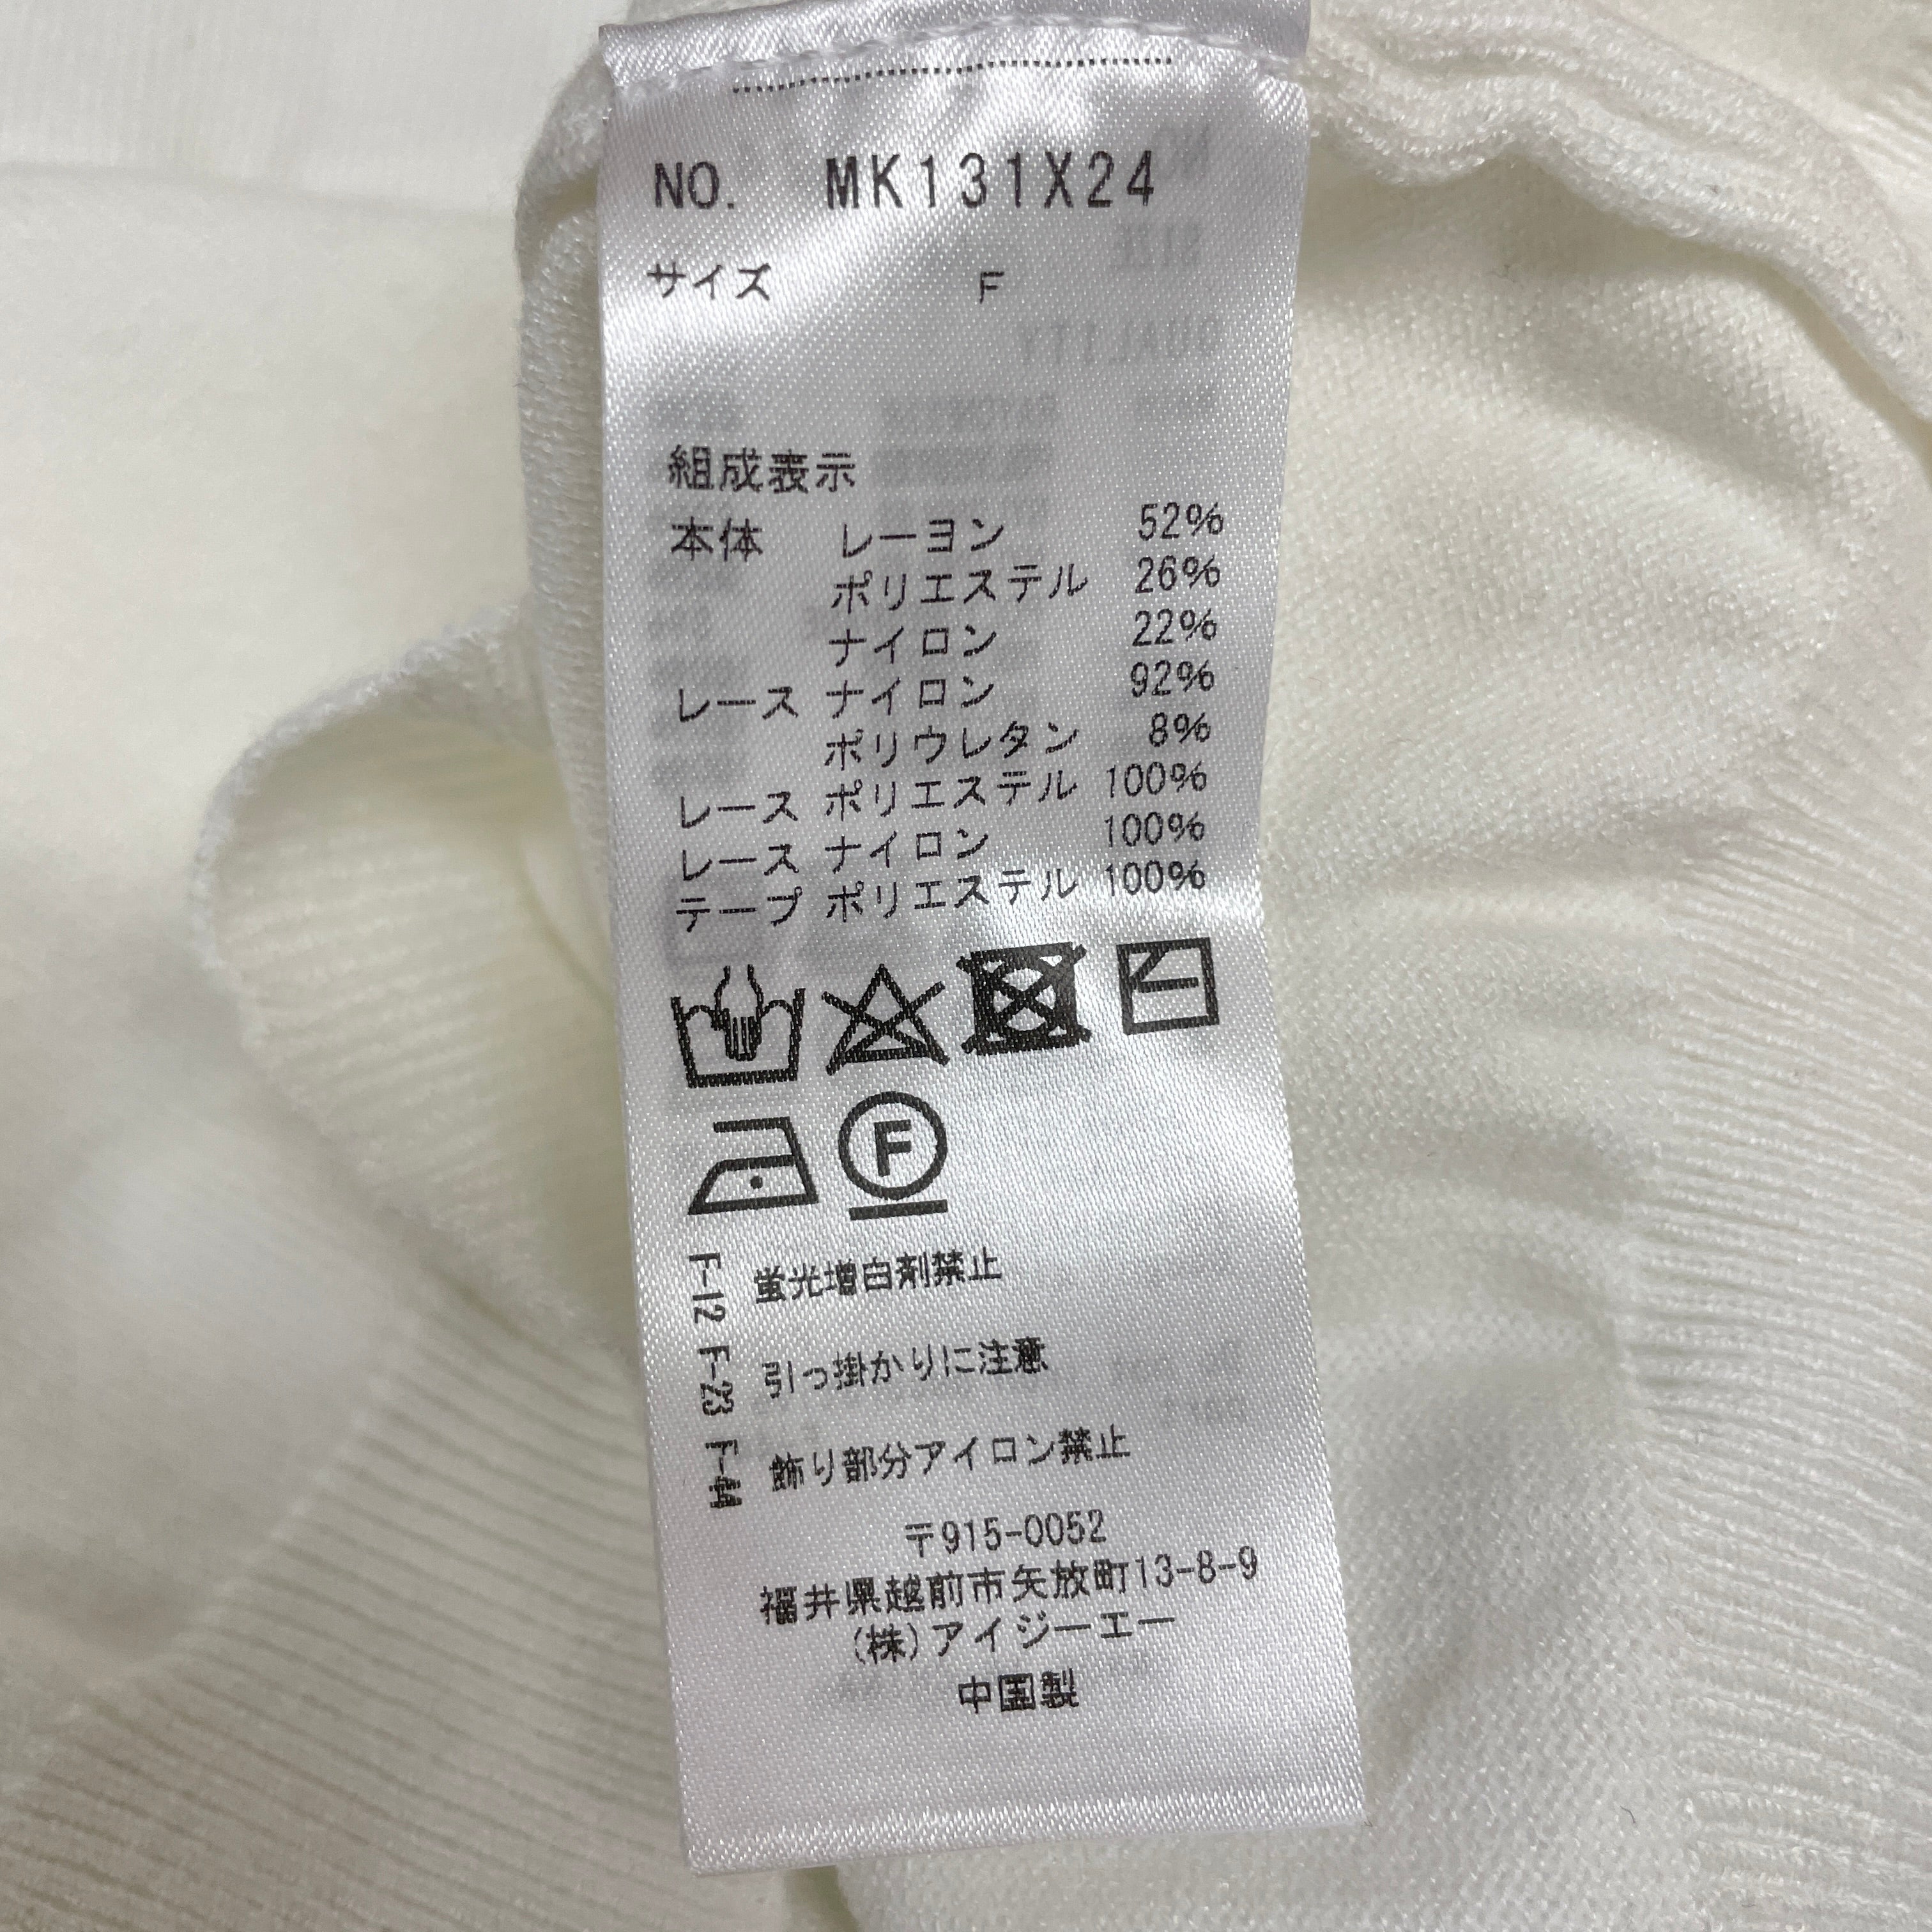 NO. MK131X24
サイズ F
組成表示
本体 レーヨン 52%
ポリエステル 26%
ナイロン 22%
レース ナイロン 92%
ポリウレタン 8%
レース ポリエステル 100%
レース ナイロン 100%
テープ ポリエステル 100%
F
F-12 蛍光増白剤禁止
F-23 引っ掛かりに注意
F-44 飾り部分アイロン禁止
〒915-0052
福井県越前市矢放町13-8-9
(株)アイジーエー
中国製